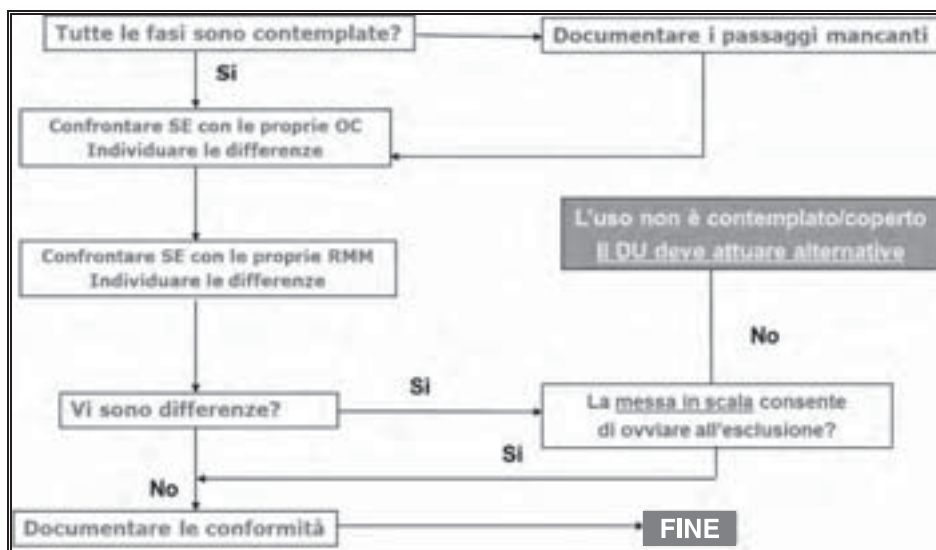 Tutte le fasi sono contemplate?
Documentare i passaggi mancanti
Si
Confrontare SE con le proprie OC
Individuare le differenze
L'uso non è contemplato/coperto
Il DU deve attuare alternative
Confrontare SE con le proprie RMM
Individuare le differenze
No
Si
Vi sono differenze?
La messa in scala consente
di ovviare all'esclusione?
Si
No
Documentare le conformità
FINE